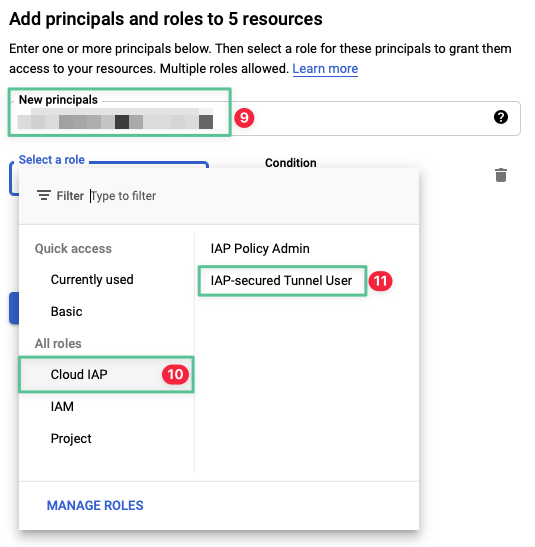 Add principals and roles to 5 resources
Enter one or more principals below. Then select a role for these principals to grant them
access to your resources. Multiple roles allowed. Learn more
New principals
9
Select a role
Condition
Filter Type to filter
Quick access
Currently used
Basic
All roles
Cloud IAP 10
IAM
Project
IAP Policy Admin
IAP-secured Tunnel User 11
MANAGE ROLES